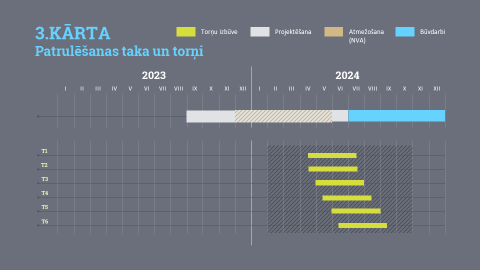 3.KĀRTA
Patrulēšanas taka un torņi
Torņu izbūve
Projektēšana
Atmežošana
(NVA)
Būvdarbi
2023
2024
I II III IV V VI VII VIII IX X XI XII I II III IV V VI VII VIII IX X XI XII
T1
T2
T3
T4
T5
T6